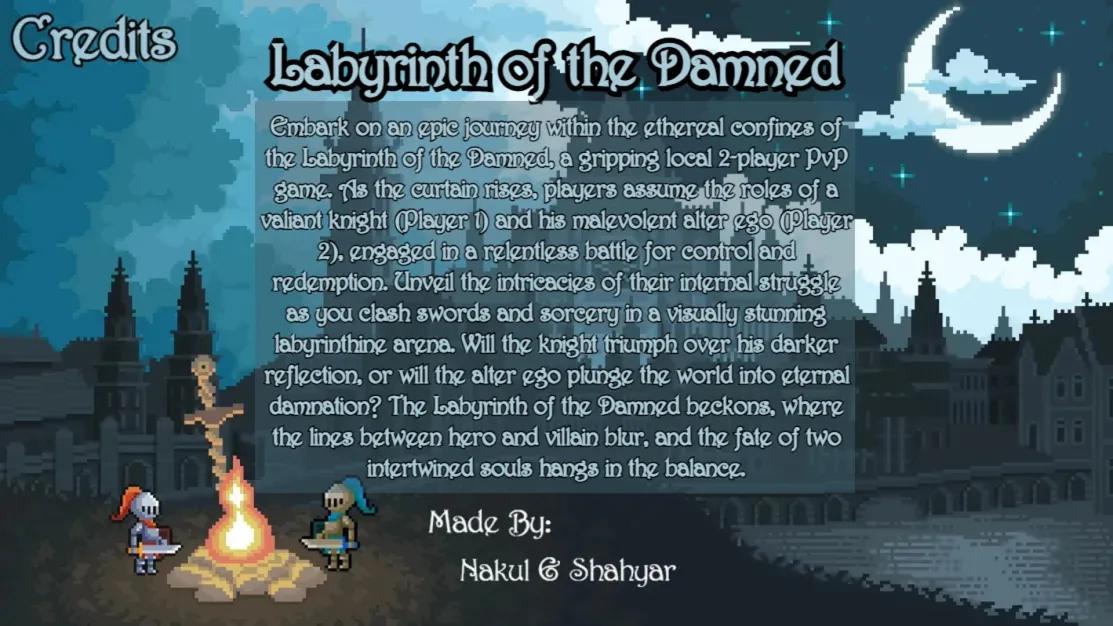 Credits
Labyrinth of the Damned
Embark on an epic journey within the ethereal confines of
the Labyrinth of the Damned, a gripping local 2-player PvP
game. As the curtain rises, players assume the roles of a
valiant knight (Player 1) and his malevolent alter ego (Player
2), engaged in a relentless battle for control and
redemption. Unveil the intricacies of their internal struggle
as you clash swords and sorcery in a visually stunning
labyrinthine arena. Will the knight triumph over his darker
reflection, or will the alter ego plunge the world into eternal
damnation? The Labyrinth of the Damned beckons, where
the lines between hero and villain blur, and the fate of two
intertwined souls hangs in the balance.
Made By:
Nakul & Shahyar